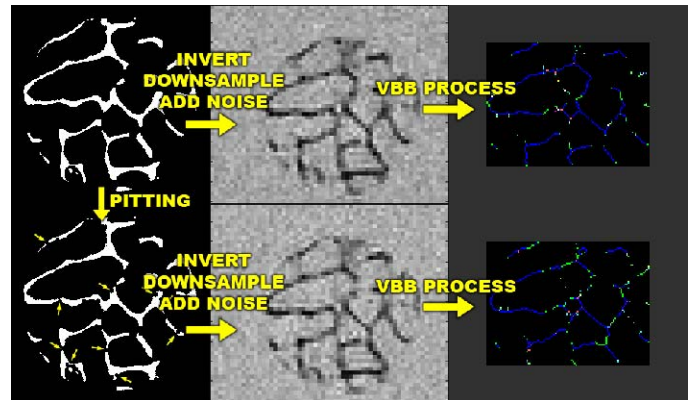 INVERT
DOWNSAMPLE
ADD NOISE
VBB PROCESS
PITTING
INVERT
DOWNSAMPLE
ADD NOISE
VBB PROCESS